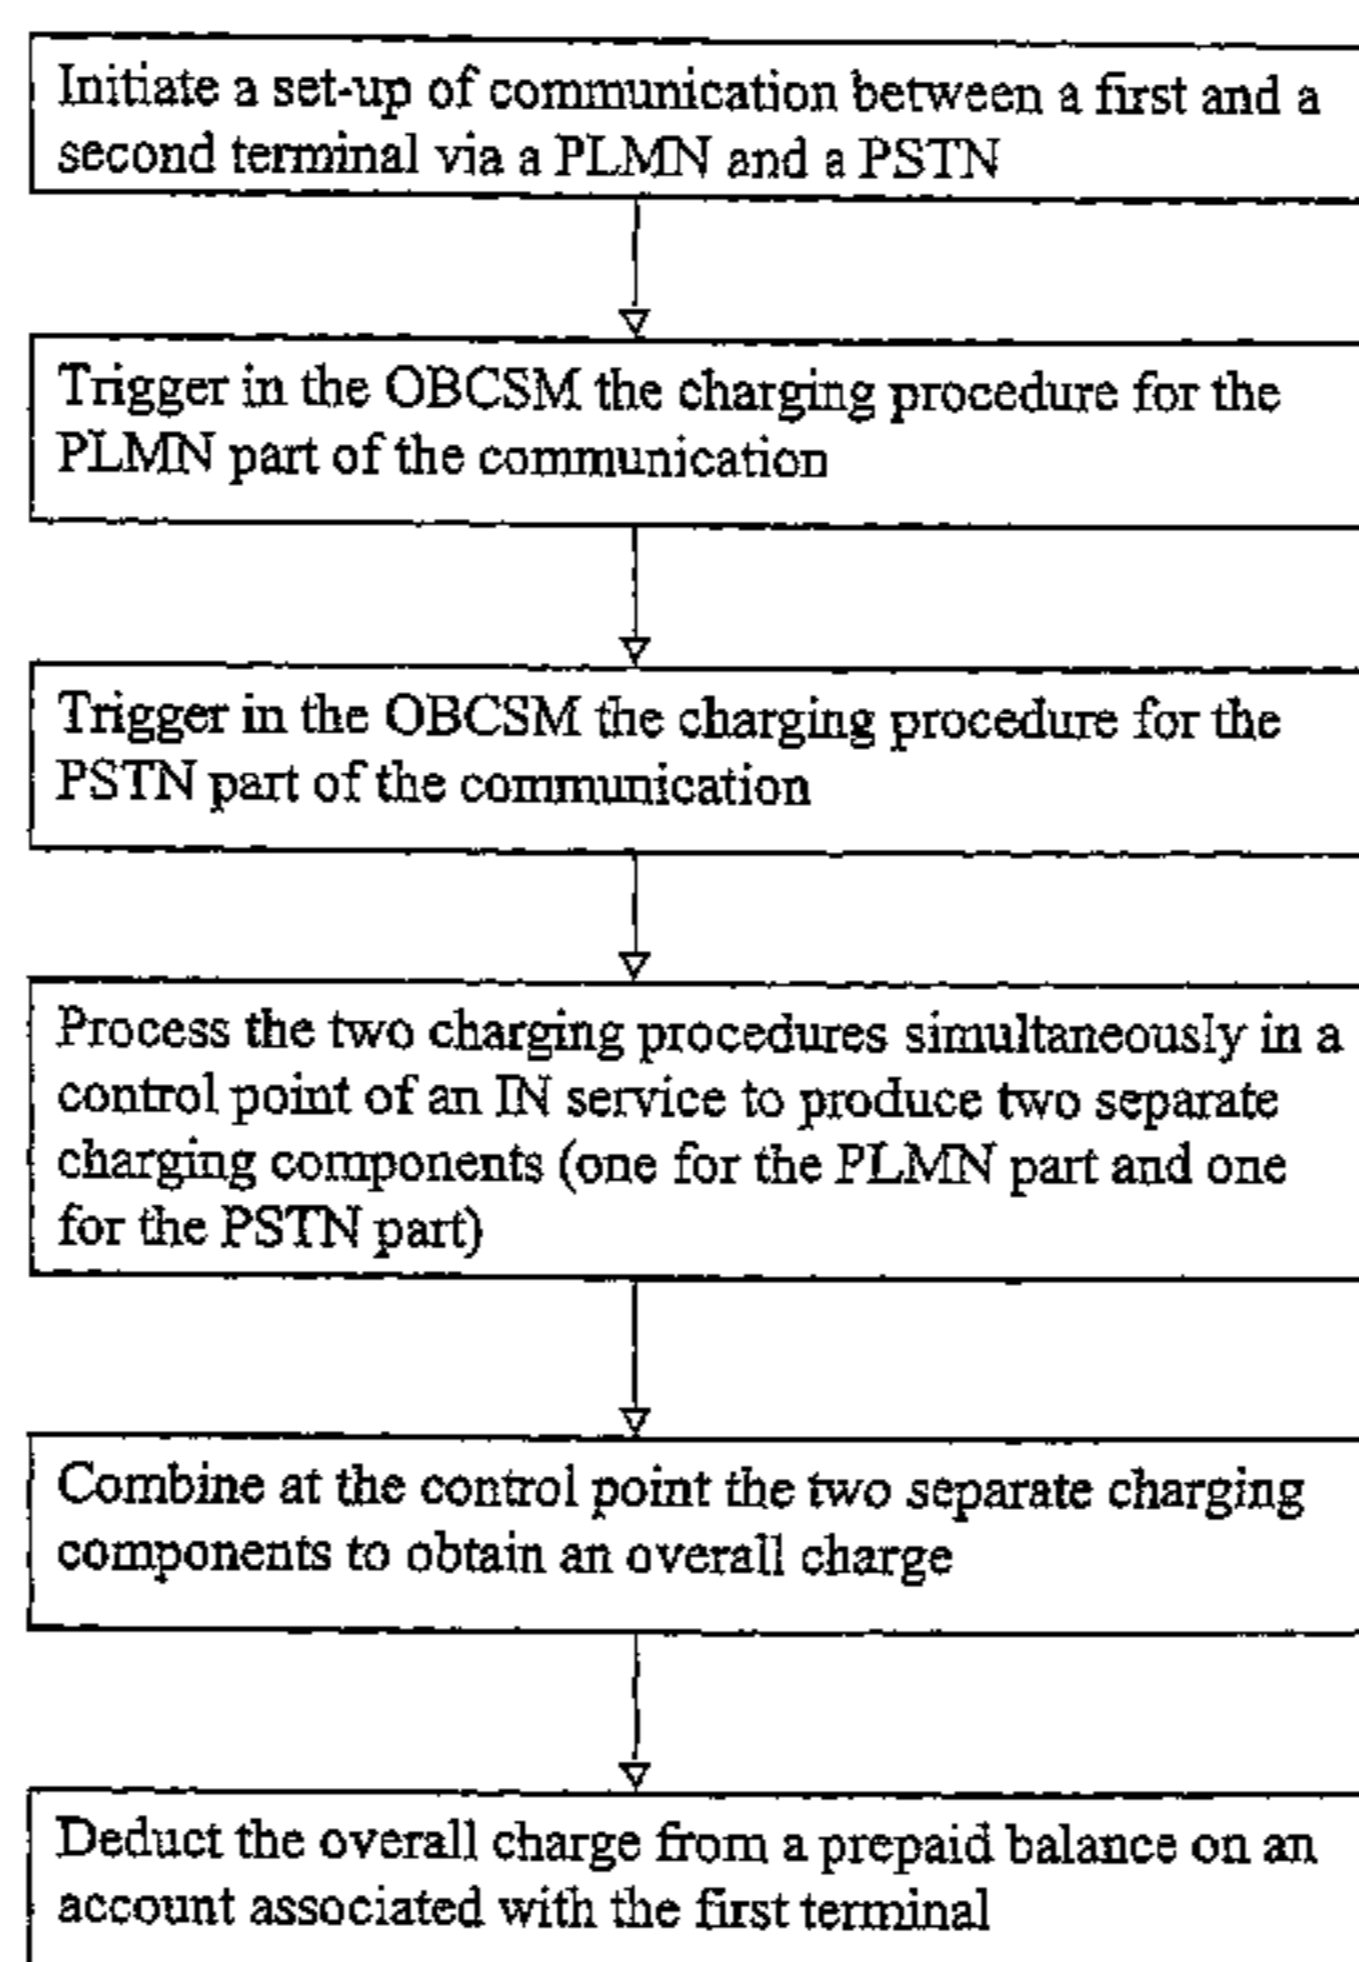 Initiate a set-up of communication between a first and a
second terminal via a PLMN and a PSTN
Trigger in the OBCSM the charging procedure for the
PLMN part of the communication
Trigger in the OBCSM the charging procedure for the
PSTN part of the communication
Process the two charging procedures simultaneously in a
control point of an IN service to produce two separate
charging components (one for the PLMN part and one
for the PSTN part)
Combine at the control point the two separate charging
components to obtain an overall charge
Deduct the overall charge from a prepaid balance on an
account associated with the first terminal